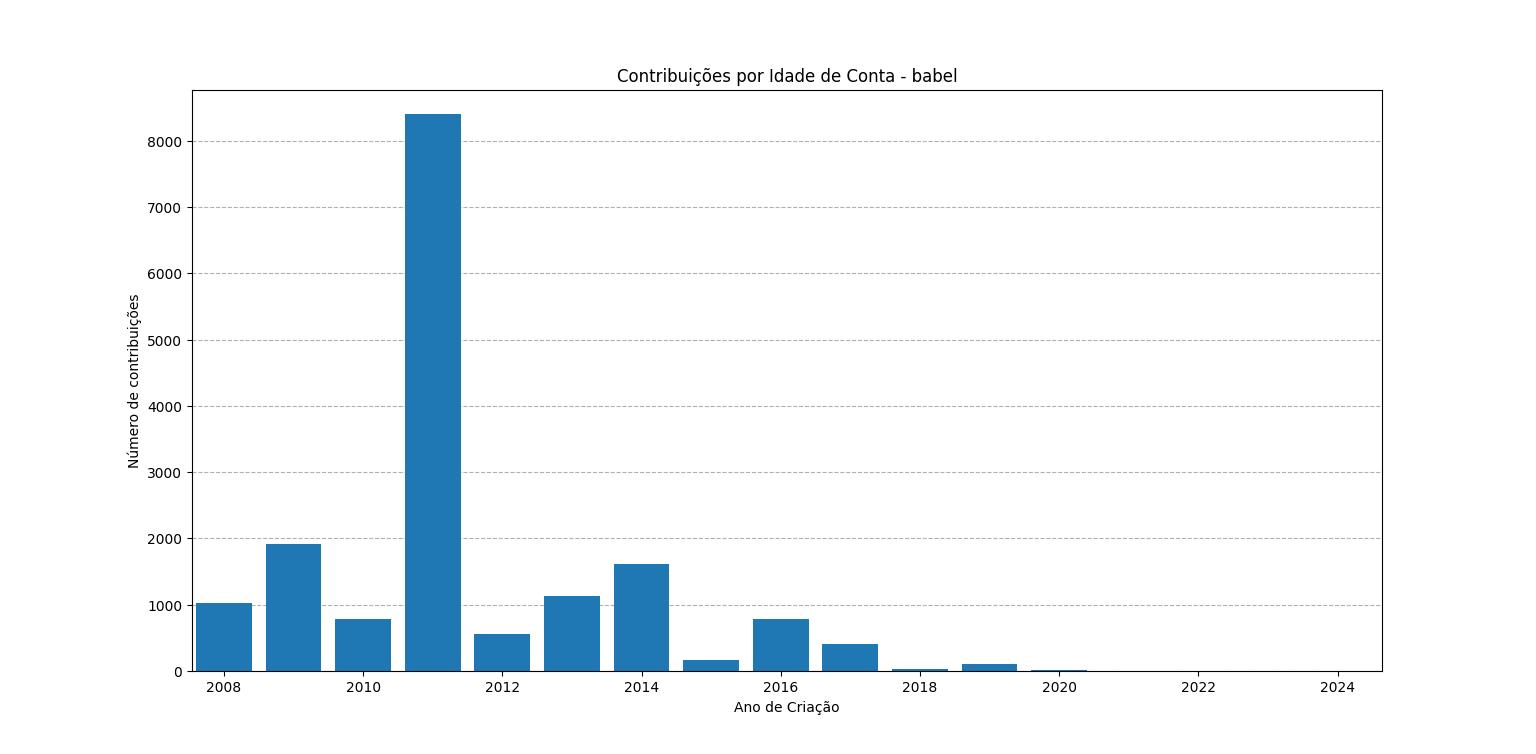 Contribuições por Idade de Conta - babel
Número de contribuições
8000
7000
6000
5000
4000
3000
2000
1000
0
2008 2010 2012 2014 2016 2018 2020 2022 2024
Ano de Criação